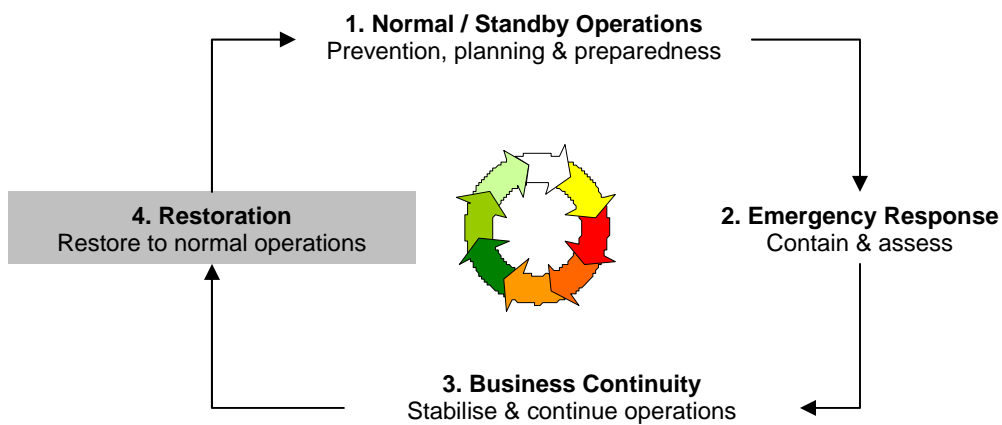 1. Normal / Standby Operations
Prevention, planning & preparedness
2. Emergency Response
Contain & assess
3. Business Continuity
Stabilise & continue operations
4. Restoration
Restore to normal operations